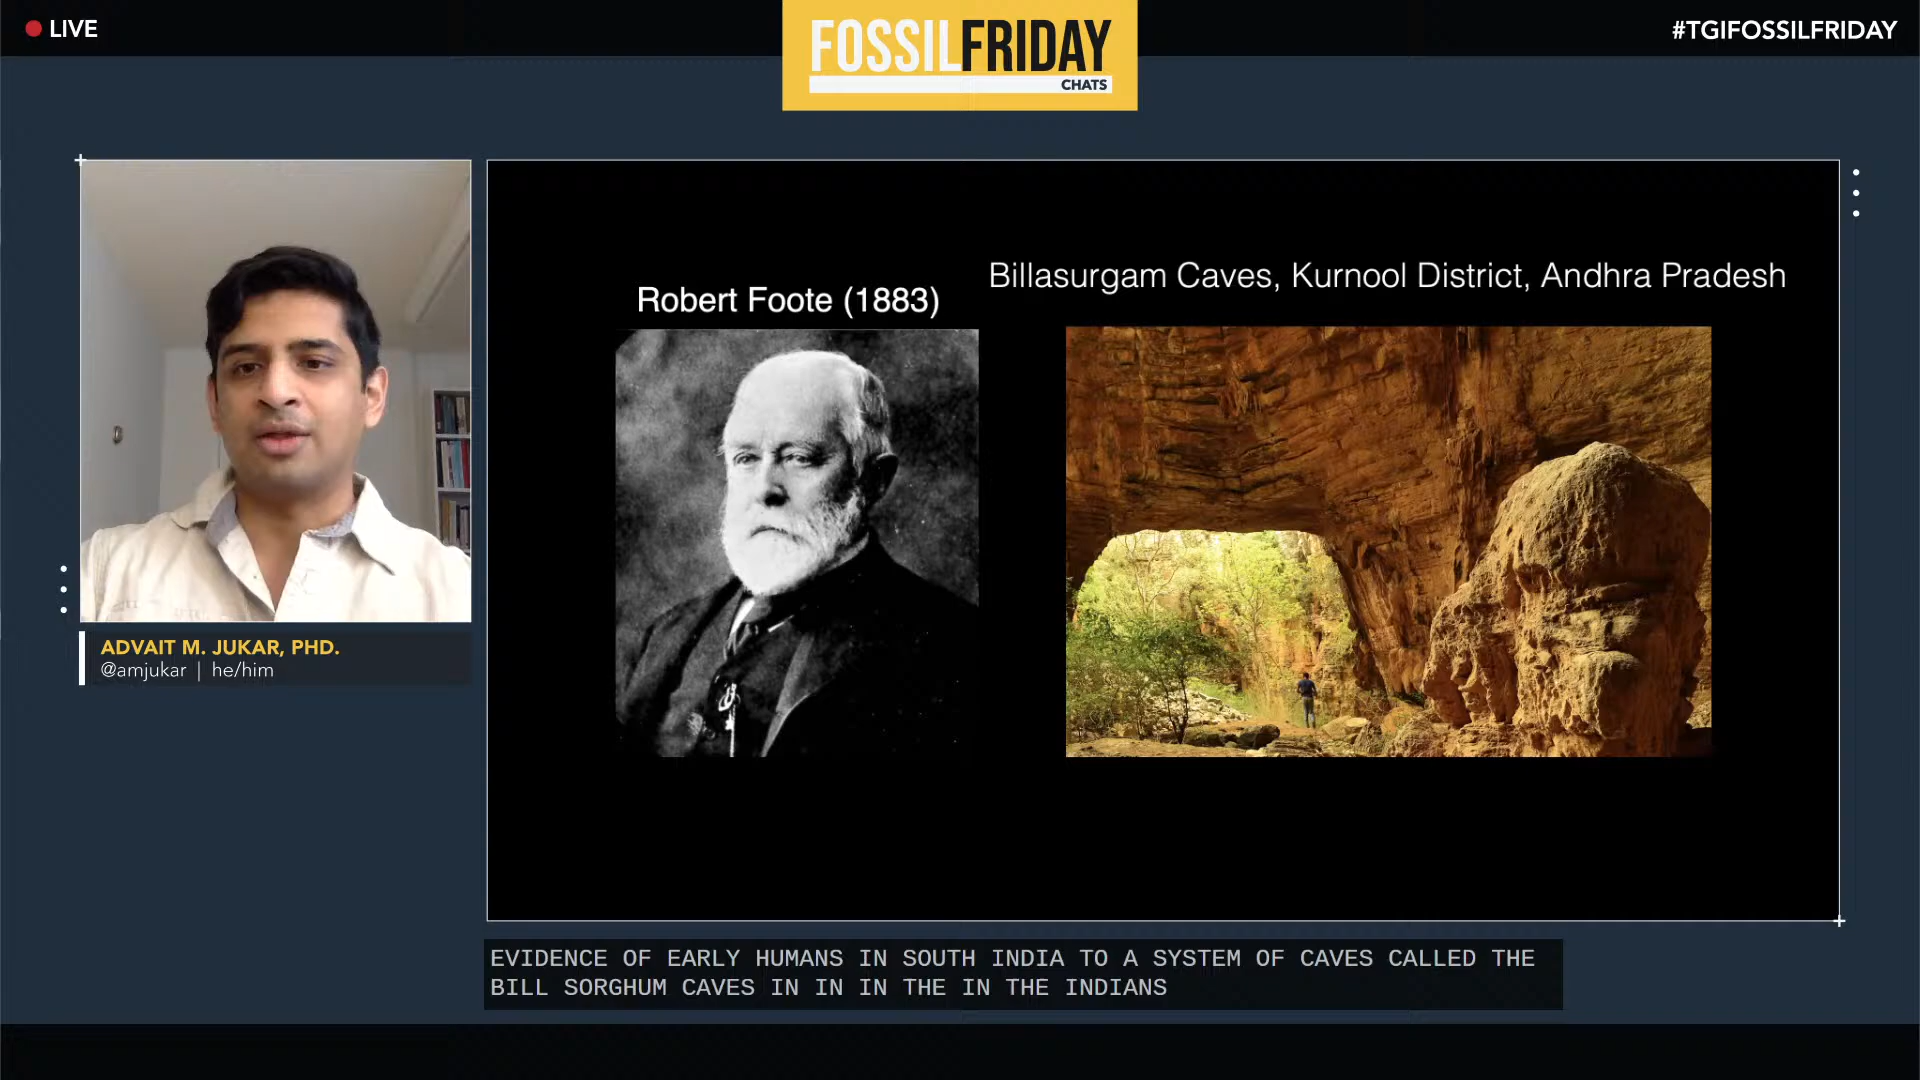 LIVE
FOSSILFRIDAY
CHATS
#TGIFOSSILFRIDAY
Robert Foote (1883)
Billasurgam Caves, Kurnool District, Andhra Pradesh
ADVAIT M. JUKAR, PHD.
@amjukar | he/him
EVIDENCE OF EARLY HUMANS IN SOUTH INDIA TO A SYSTEM OF CAVES CALLED THE
BILL SORGHUM CAVES IN IN IN THE IN THE INDIANS